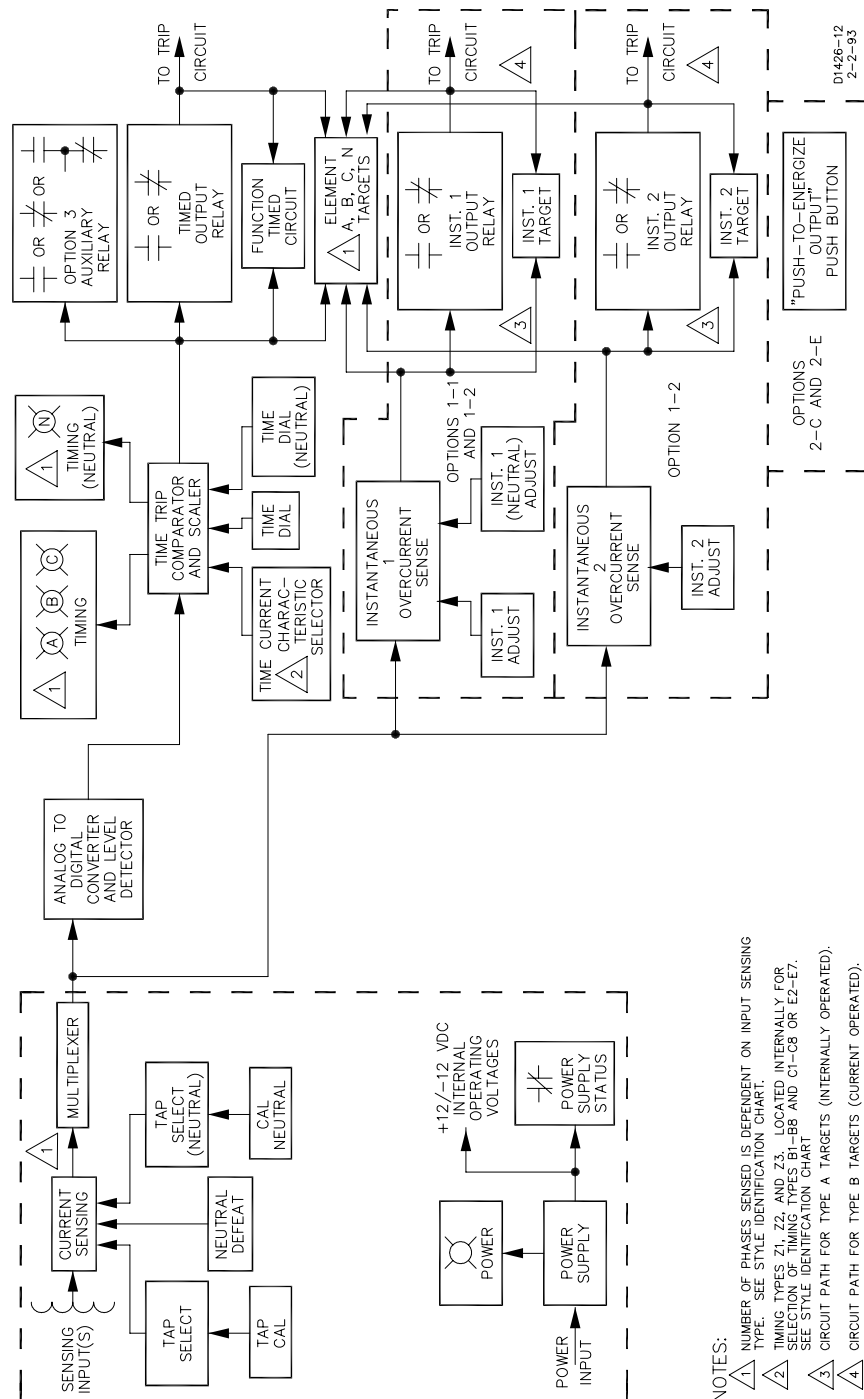 SENSING
INPUT(S)
CURRENT
SENSING
1
MULTIPLEXER
TAP
SELECT
TAP
CAL
NEUTRAL
DEFEAT
TAP
SELECT
(NEUTRAL)
CAL
NEUTRAL
POWER
INPUT
POWER
SUPPLY
POWER
+12/-12 VDC
INTERNAL
OPERATING
VOLTAGES
POWER
SUPPLY
STATUS
ANALOG TO
DIGITAL
CONVERTER
AND LEVEL
DETECTOR
1
A B C
TIMING
1 N
TIMING
(NEUTRAL)
TIME TRIP
COMPARATOR
AND SCALER
TIME CURRENT
CHARAC-
TERISTIC
SELECTOR
2
TIME
DIAL
TIME
DIAL
(NEUTRAL)
OR OR
OPTION 3
AUXILIARY
RELAY
OR
TIMED
OUTPUT
RELAY
TO TRIP
CIRCUIT
FUNCTION
TIMED
CIRCUIT
ELEMENT
1 A, B, C, N
TARGETS
INSTANTANEOUS
1
OVERCURRENT
SENSE
INST. 1
ADJUST
INST. 1
(NEUTRAL)
ADJUST
OPTIONS 1-1
AND 1-2
3
OR
INST. 1
OUTPUT
RELAY
INST. 1
TARGET
TO TRIP
CIRCUIT
4
INSTANTANEOUS
2
OVERCURRENT
SENSE
INST. 2
ADJUST
OPTION 1-2
3
OR
INST. 2
OUTPUT
RELAY
INST. 2
TARGET
TO TRIP
CIRCUIT
4
OPTIONS
2-C AND 2-E
"PUSH-TO-ENERGIZE
OUTPUT"
PUSH BUTTON
D1426-12
2-2-93
NOTES:
1 NUMBER OF PHASES SENSED IS DEPENDENT ON INPUT SENSING
TYPE. SEE STYLE IDENTIFICATION CHART.
2 TIMING TYPES Z1, Z2, AND Z3. LOCATED INTERNALLY FOR
SELECTION OF TIMING TYPES B1-B8 AND C1-C8 OR E2-E7.
SEE STYLE IDENTIFCATION CHART
3 CIRCUIT PATH FOR TYPE A TARGETS (INTERNALLY OPERATED).
4 CIRCUIT PATH FOR TYPE B TARGETS (CURRENT OPERATED).